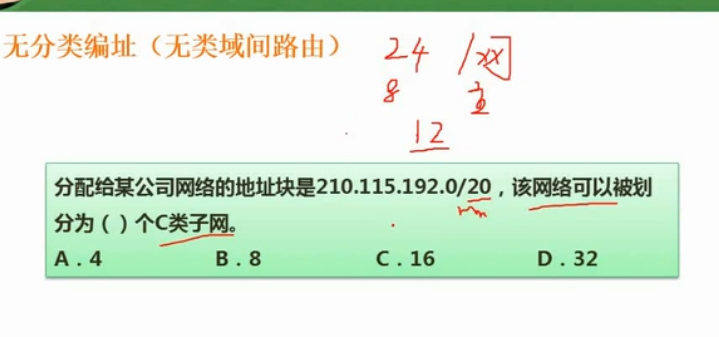 无分类编址（无类域间路由） 24 /xx 网
8 主
12
分配给某公司网络的地址块是210.115.192.0/20，该网络可以被划
分为（ ）个C类子网。
A．4 B．8 C．16 D．32